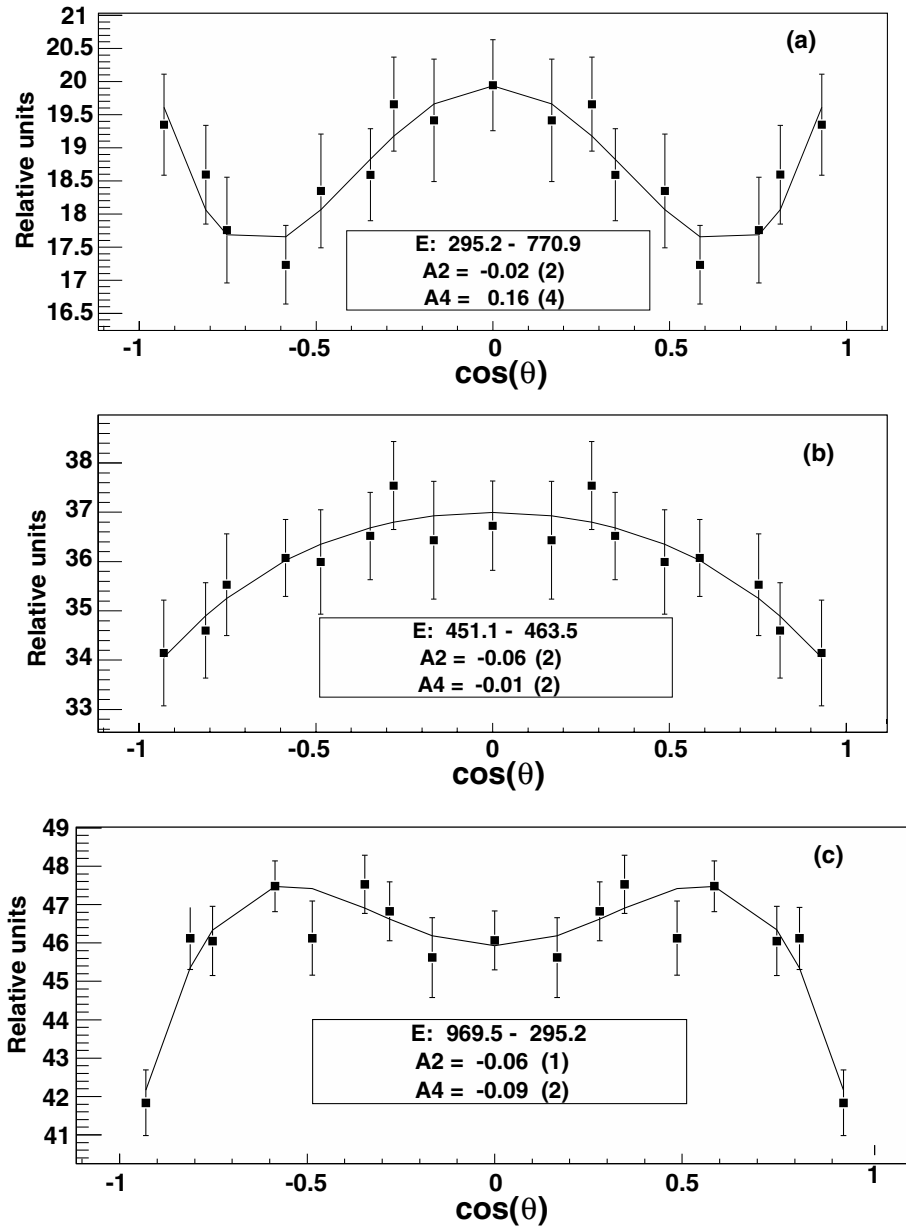 (a)
Relative units
21
20.5
20
19.5
19
18.5
18
17.5
17
16.5
E: 295.2 - 770.9
A2 = -0.02 (2)
A4 = 0.16 (4)
-1 -0.5 0 0.5 1
cos(θ)
(b)
Relative units
38
37
36
35
34
33
E: 451.1 - 463.5
A2 = -0.06 (2)
A4 = -0.01 (2)
-1 -0.5 0 0.5 1
cos(θ)
(c)
Relative units
49
48
47
46
45
44
43
42
41
E: 969.5 - 295.2
A2 = -0.06 (1)
A4 = -0.09 (2)
-1 -0.5 0 0.5 1
cos(θ)